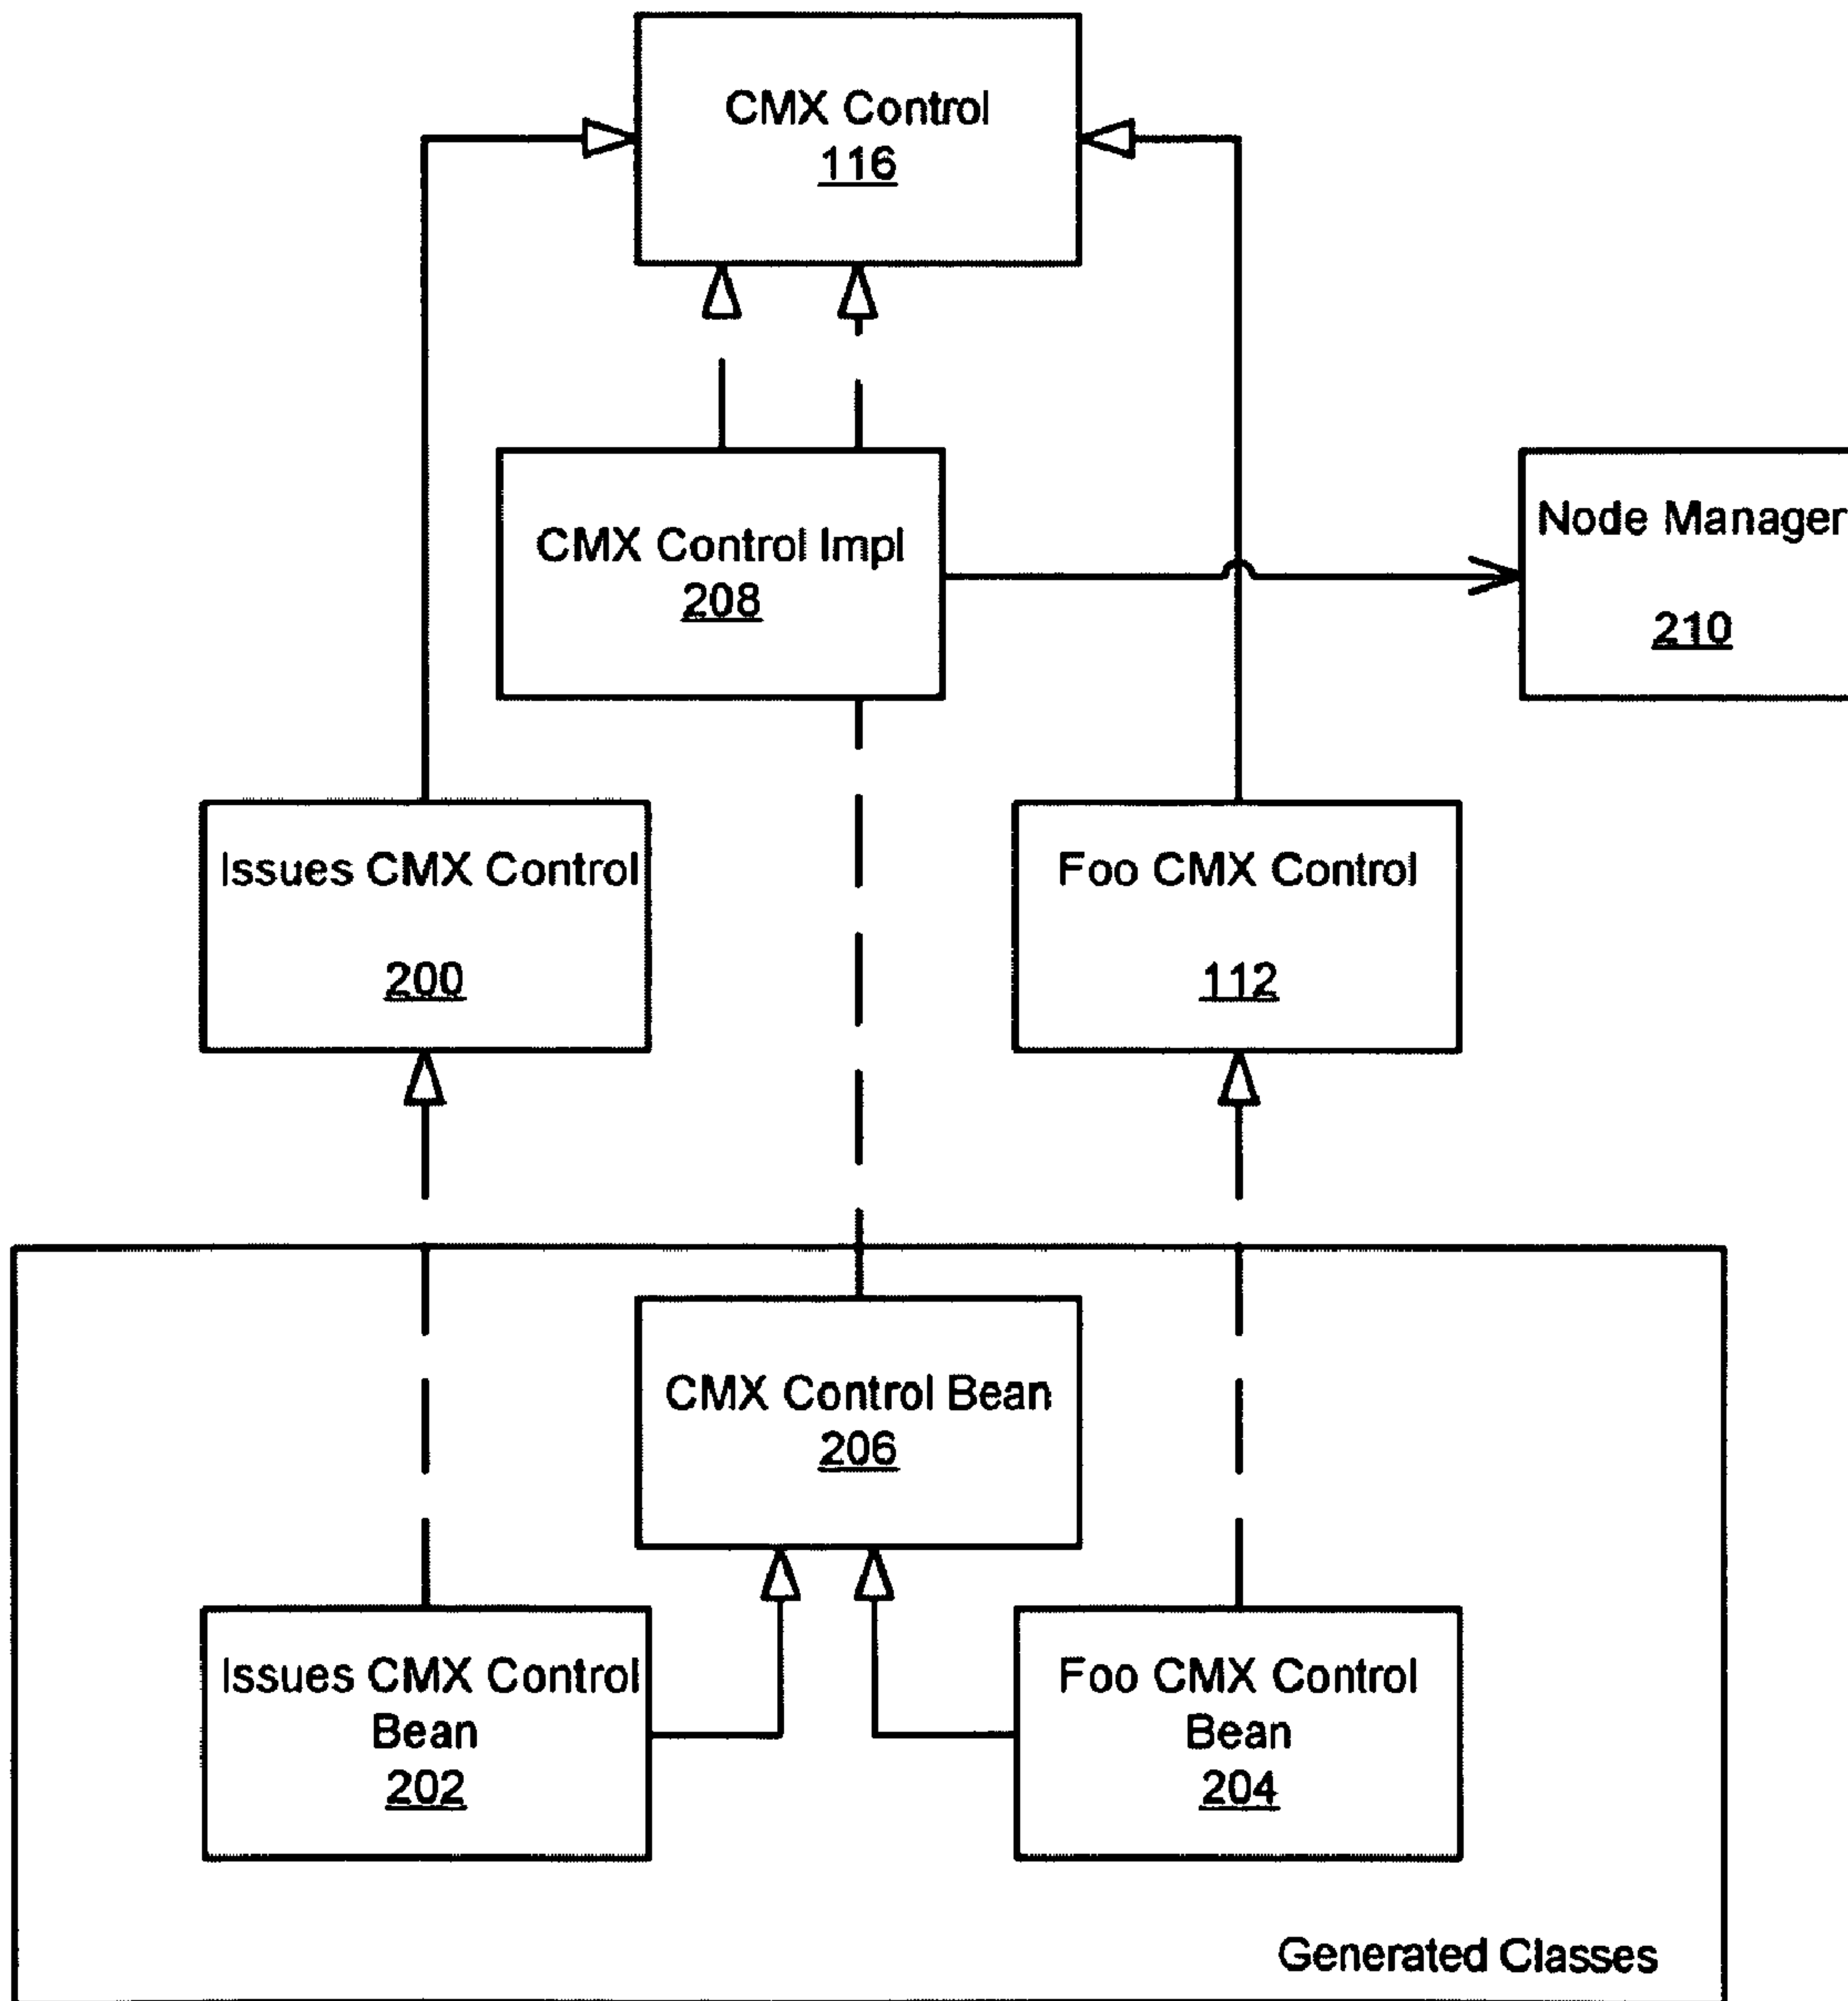 CMX Control
116
CMX Control Impl
208
Node Manager
210
Issues CMX Control
200
Foo CMX Control
112
CMX Control Bean
206
Issues CMX Control
Bean
202
Foo CMX Control
Bean
204
Generated Classes